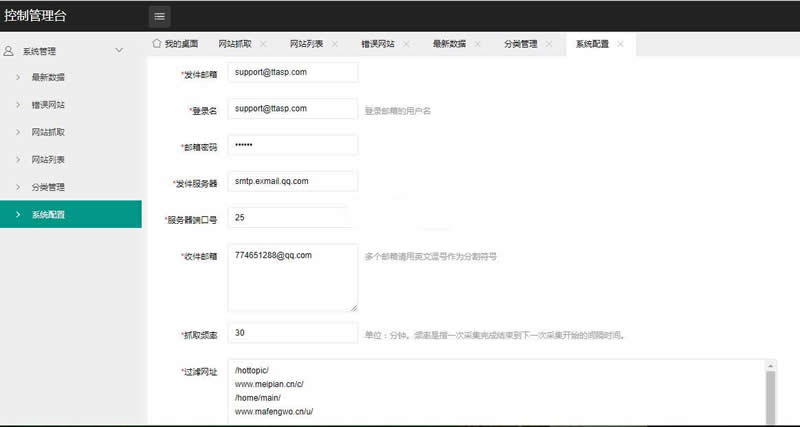 控制管理台
系统管理
最新数据
错误网站
网站抓取
网站列表
分类管理
系统配置
我的桌面 网站抓取 网站列表 错误网站 最新数据 分类管理 系统配置
*发件邮箱 support@ttasp.com
*登录名 support@ttasp.com 登录邮箱的用户名
*邮箱密码 ••••••
*发件服务器 smtp.exmail.qq.com
*服务器端口号 25
*收件邮箱 774651288@qq.com 多个邮箱请用英文逗号作为分割符号
*抓取频率 30 单位：分钟。频率是指一次采集完成结束到下一次采集开始的间隔时间。
*过滤网址 /hottopic/
www.meipian.cn/c/
/home/main/
www.mafengwo.cn/u/